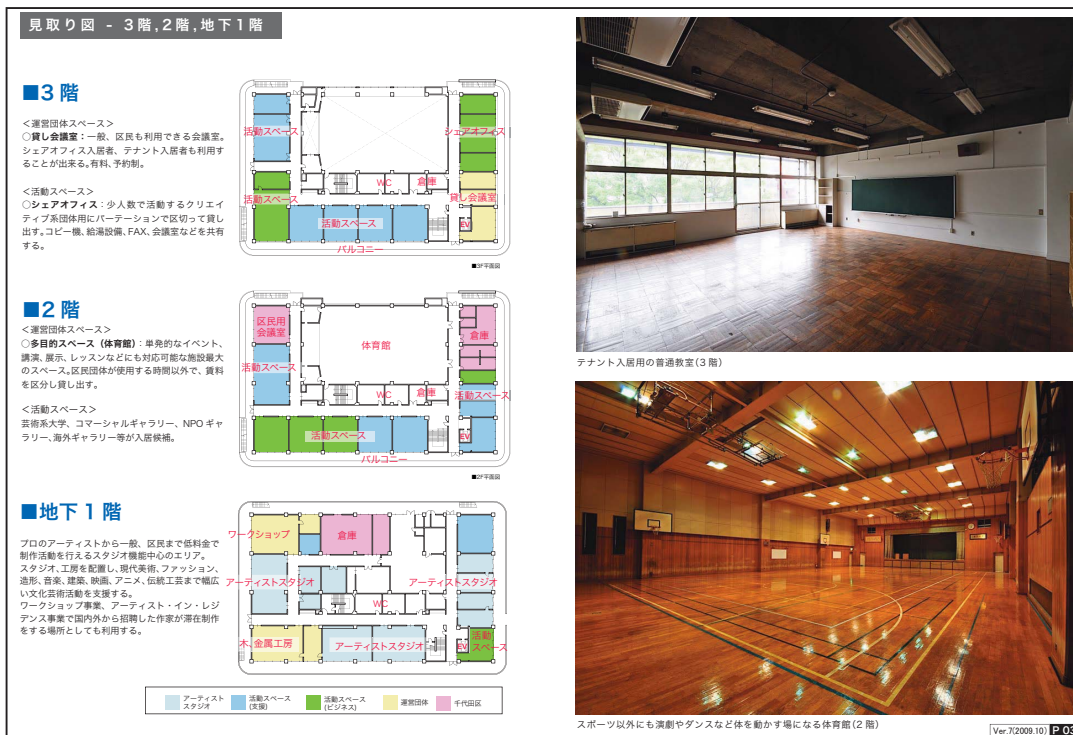 見取り図 - 3階,2階,地下1階
■3階
<運営団体スペース>
○貸し会議室：一般、区民も利用できる会議室。
シェアオフィス入居者、テナント入居者も利用す
ることが出来る。有料、予約制。
<活動スペース>
○シェアオフィス：少人数で活動するクリエイ
ティブ系団体用にパーテーションで区切って貸し
出す。コピー機、給湯設備、FAX、会議室などを共有
する。
活動スペース
シェアオフィス
WC
倉庫
貸し会議室
活動スペース
活動スペース
EV
バルコニー
■3F平面図
■2階
<運営団体スペース>
○多目的スペース（体育館）：単発的なイベント、
講演、展示、レッスンなどにも対応可能な施設最大
のスペース。区民団体が使用する時間以外で、賃料
を区分し貸し出す。
<活動スペース>
芸術系大学、コマーシャルギャラリー、NPO ギャ
ラリー、海外ギャラリー等が入居候補。
区民用
会議室
体育館
倉庫
活動スペース
WC
倉庫
活動スペース
活動スペース
EV
バルコニー
■2F平面図
■地下1階
プロのアーティストから一般、区民まで低料金で
制作活動を行えるスタジオ機能中心のエリア。
スタジオ、工房を配置し、現代美術、ファッション、
造形、音楽、建築、映画、アニメ、伝統工芸まで幅広
い文化芸術活動を支援する。
ワークショップ事業、アーティスト・イン・レジ
デンス事業で国内外から招聘した作家が滞在制作
をする場所としても利用する。
ワークショップ
倉庫
アーティストスタジオ
アーティストスタジオ
WC
木、金属工房
アーティストスタジオ
EV
活動
スペース
アーティスト
スタジオ
活動スペース
(支援)
活動スペース
(ビジネス)
運営団体
千代田区
テナント入居用の普通教室(3階)
スポーツ以外にも演劇やダンスなど体を動かす場になる体育館(2階)
Ver.7(2009.10) P 03